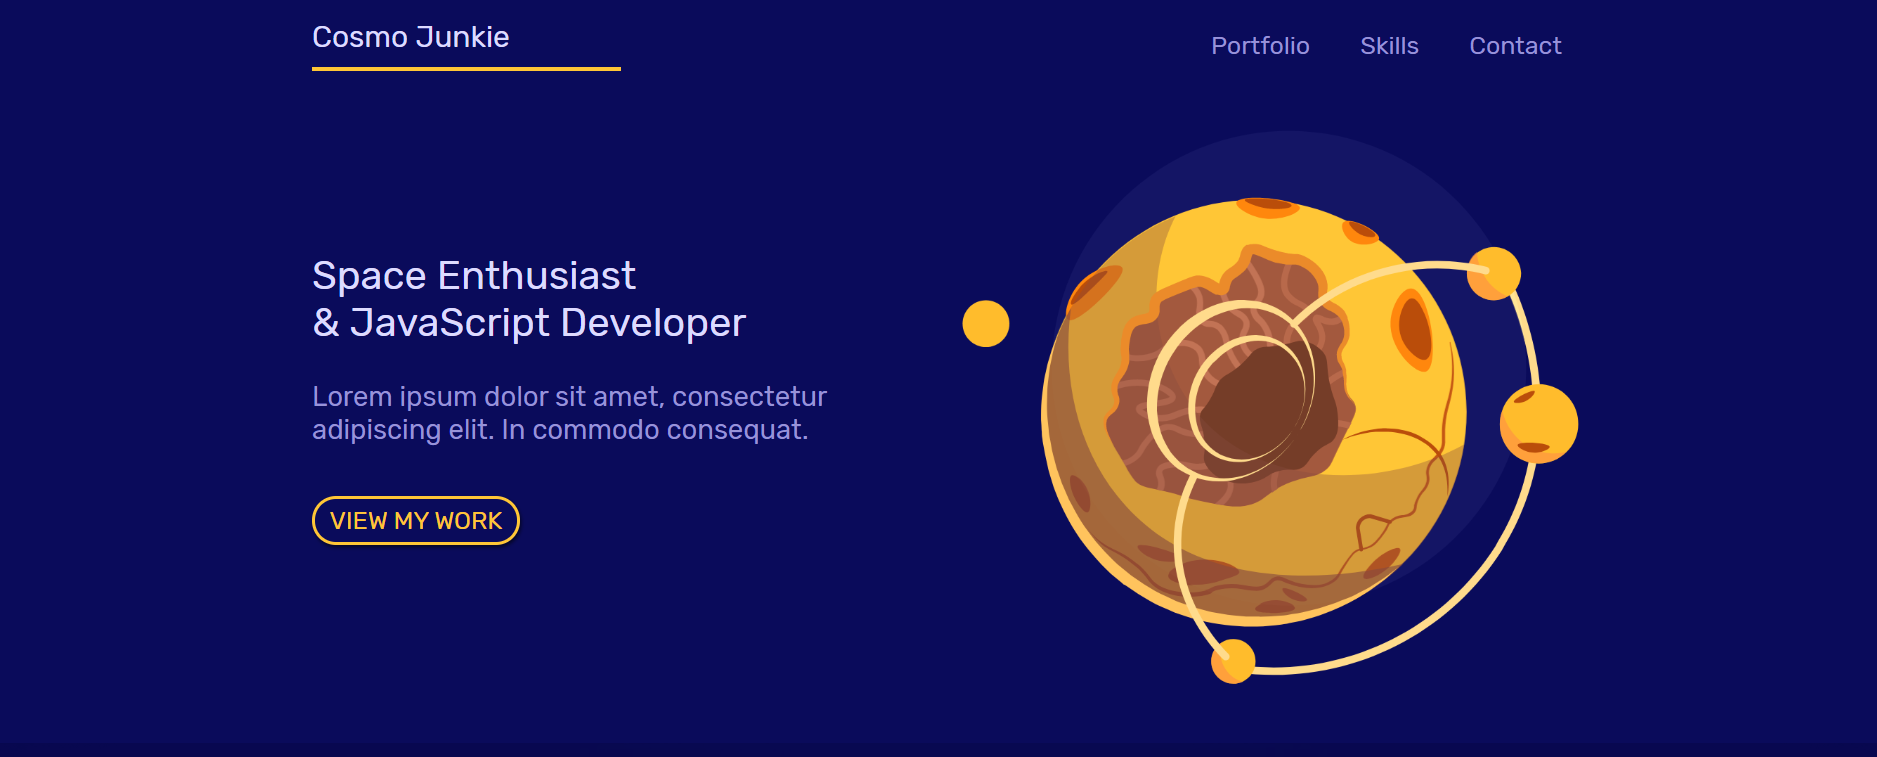 Cosmo Junkie
Portfolio Skills Contact
Space Enthusiast
& JavaScript Developer
Lorem ipsum dolor sit amet, consectetur
adipiscing elit. In commodo consequat.
VIEW MY WORK